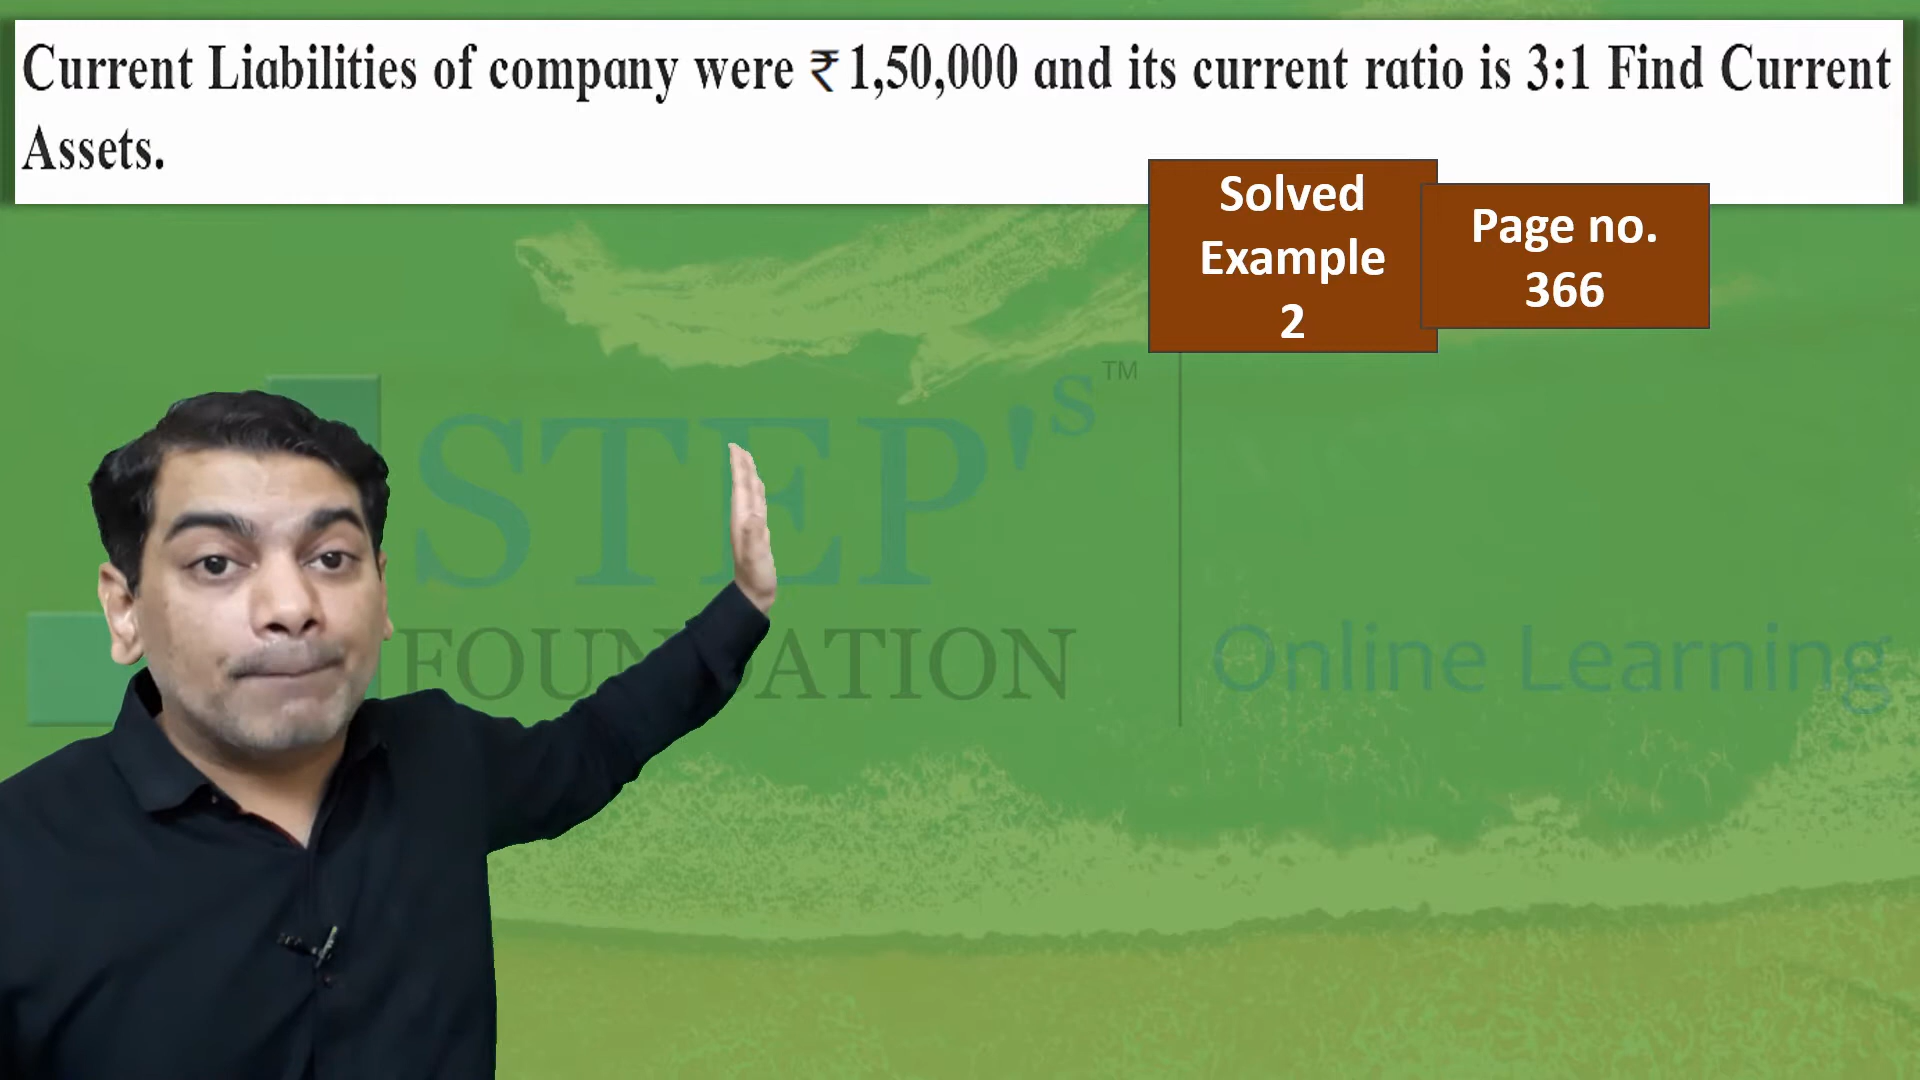 Current Liabilities of company were ₹ 1,50,000 and its current ratio is 3:1 Find Current
Assets.
Solved
Example
2
Page no.
366
STEP's™
FOUNDATION
Online Learning